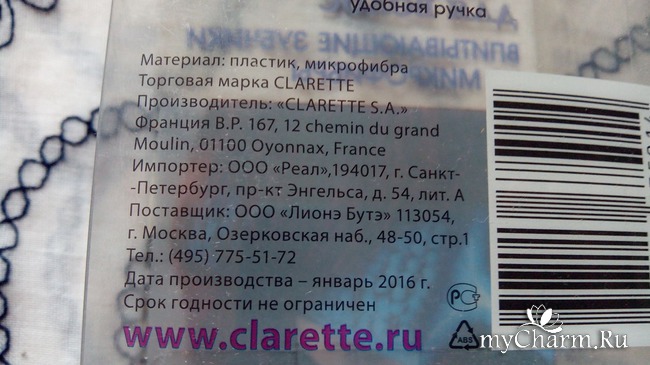 удобная ручка
ВПИТЫВАЮЩИЕ ЗУБЧИКИ
Материал: пластик, микрофибра
Торговая марка CLARETTE
Производитель: «CLARETTE S.A.»
Франция B.P. 167, 12 chemin du grand
Moulin, 01100 Oyonnax, France
Импортер: ООО «Реал»,194017, г. Санкт-
-Петербург, пр-кт Энгельса, д. 54, лит. А
Поставщик: ООО «Лионэ Бутэ» 113054,
г. Москва, Озерковская наб., 48-50, стр.1
Тел.: (495) 775-51-72
Дата производства – январь 2016 г.
Срок годности не ограничен
www.clarette.ru
ABS
myCharm.Ru